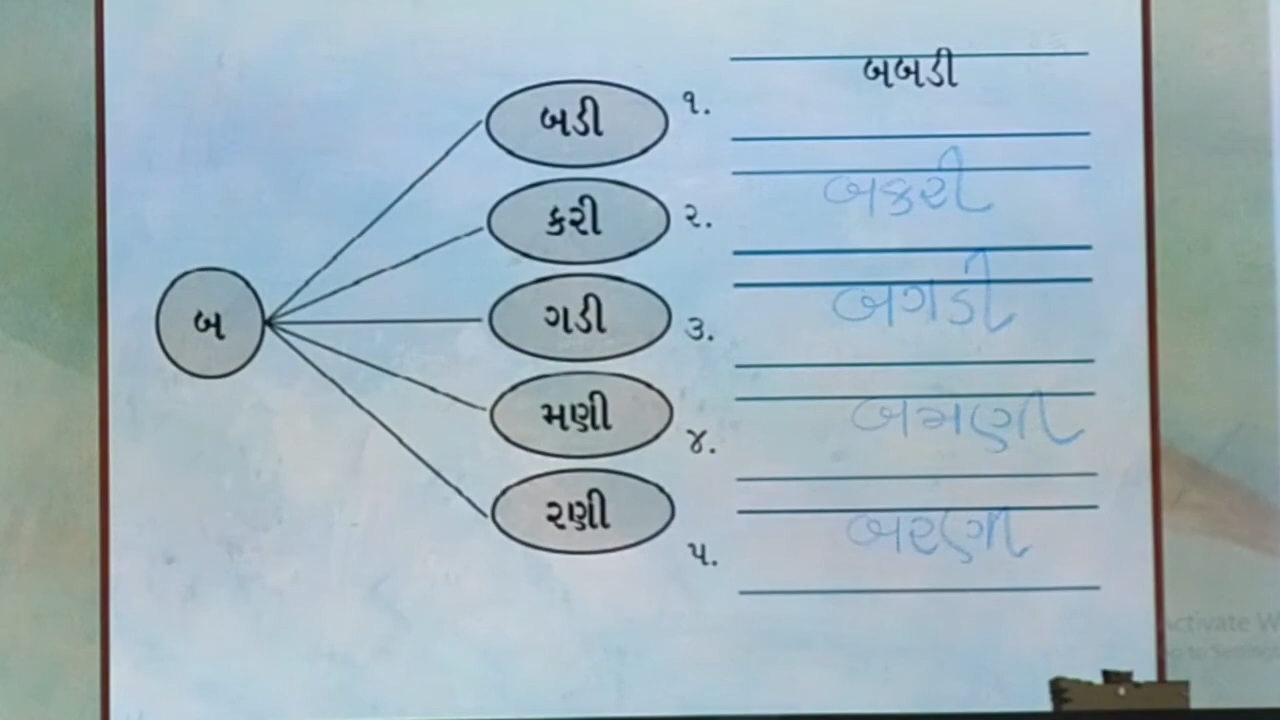 બ
બડી
કરી
ગડી
મણી
રણી
૧. બબડી
૨. બકરી
૩. બગડી
૪. બમણી
૫. બરણી